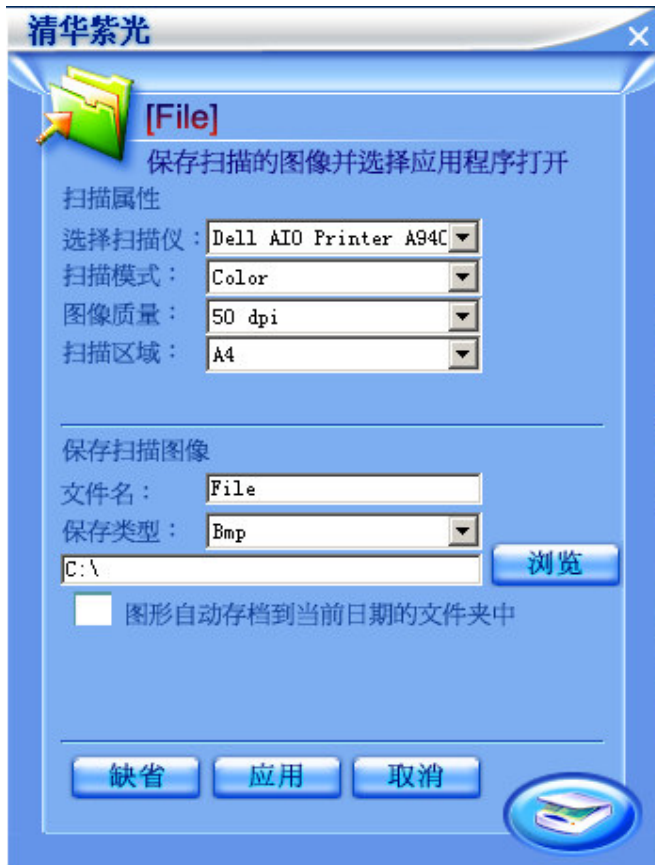 清华紫光
[File]
保存扫描的图像并选择应用程序打开
扫描属性
选择扫描仪：Dell AIO Printer A940
扫描模式：Color
图像质量：50 dpi
扫描区域：A4
保存扫描图像
文件名：File
保存类型：Bmp
C:\
浏览
图形自动存档到当前日期的文件夹中
缺省 应用 取消